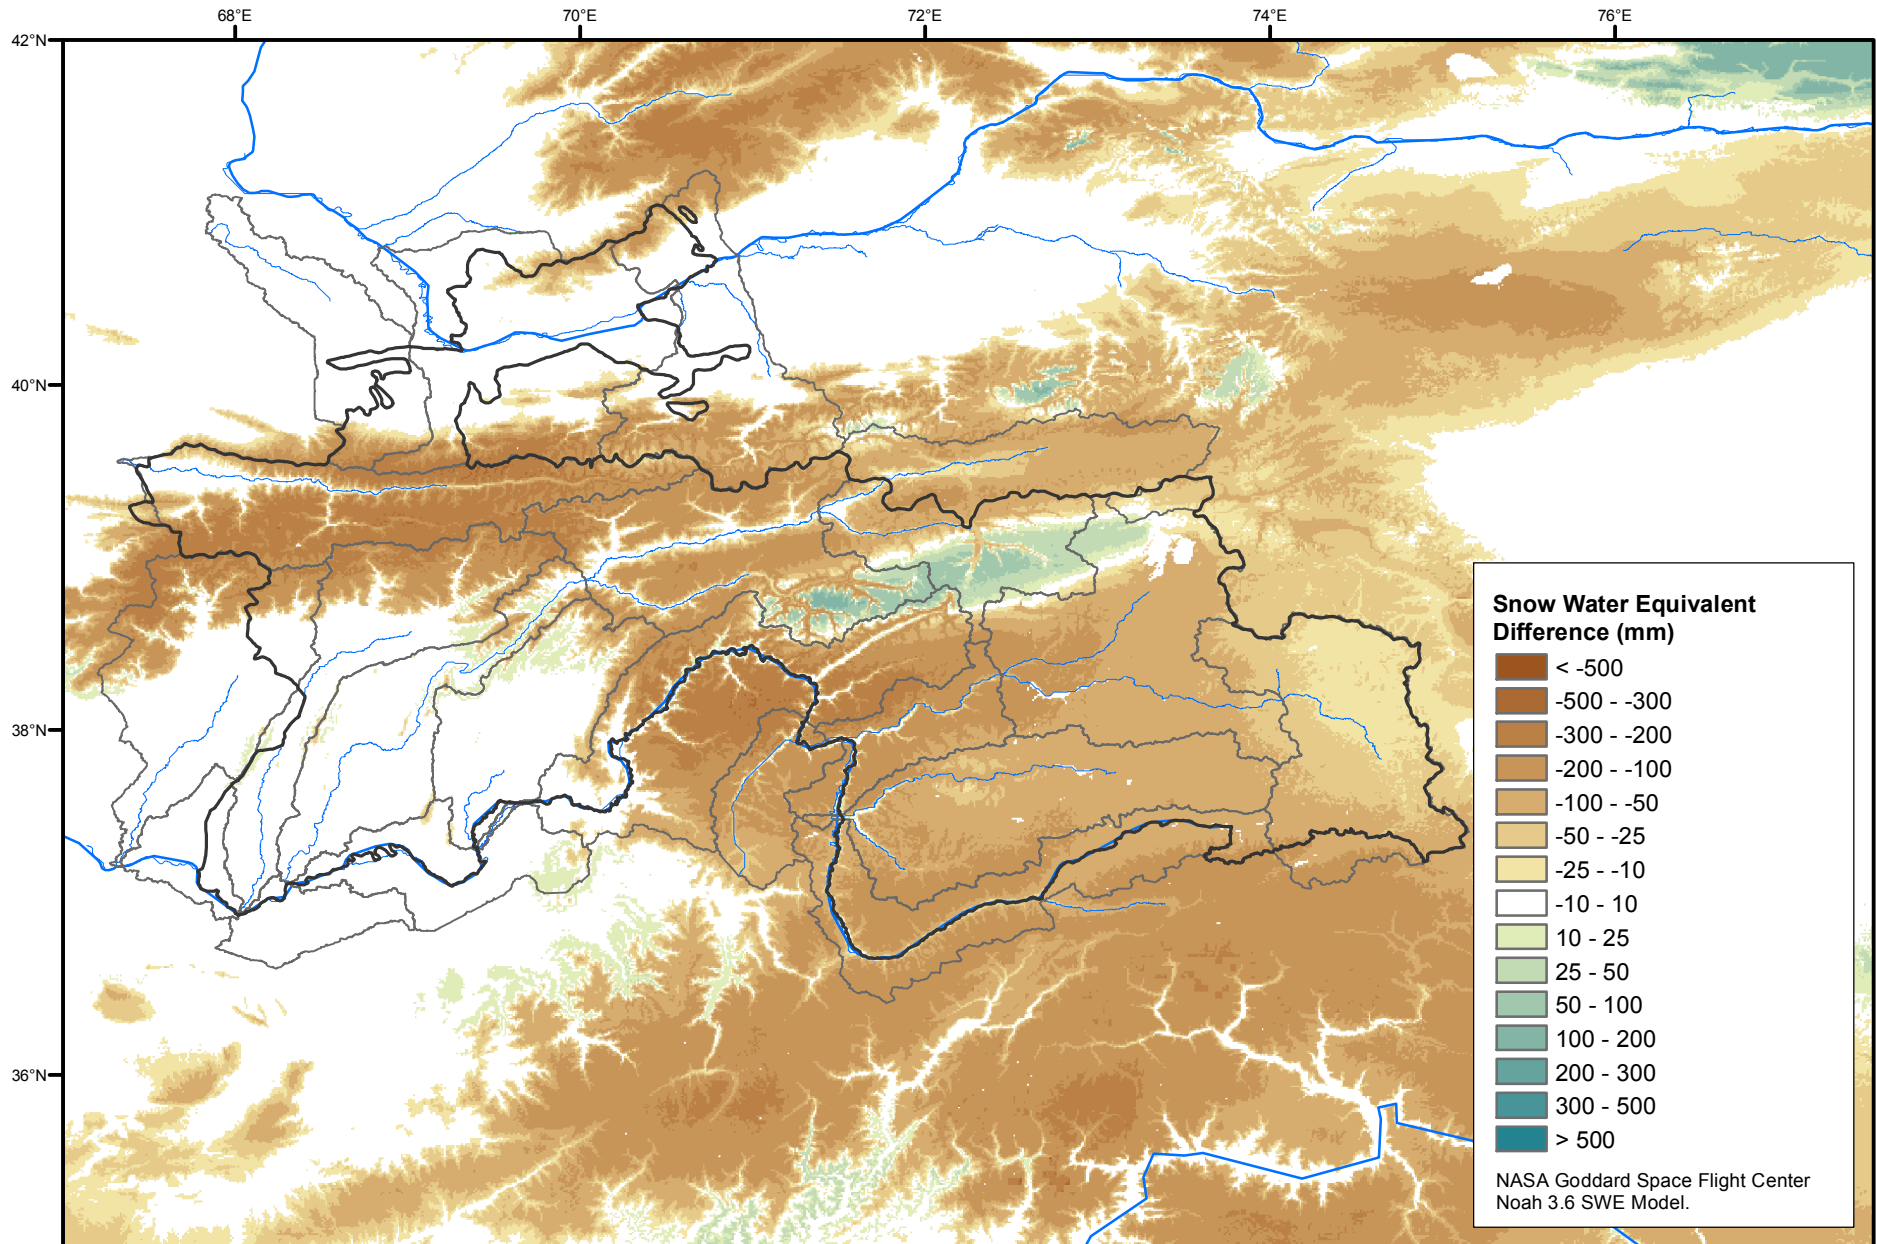 68°E
70°E
72°E
74°E
76°E
42°N
40°N
38°N
36°N
Snow Water Equivalent
Difference (mm)
< -500
-500 - -300
-300 - -200
-200 - -100
-100 - -50
-50 - -25
-25 - -10
-10 - 10
10 - 25
25 - 50
50 - 100
100 - 200
200 - 300
300 - 500
> 500
NASA Goddard Space Flight Center
Noah 3.6 SWE Model.